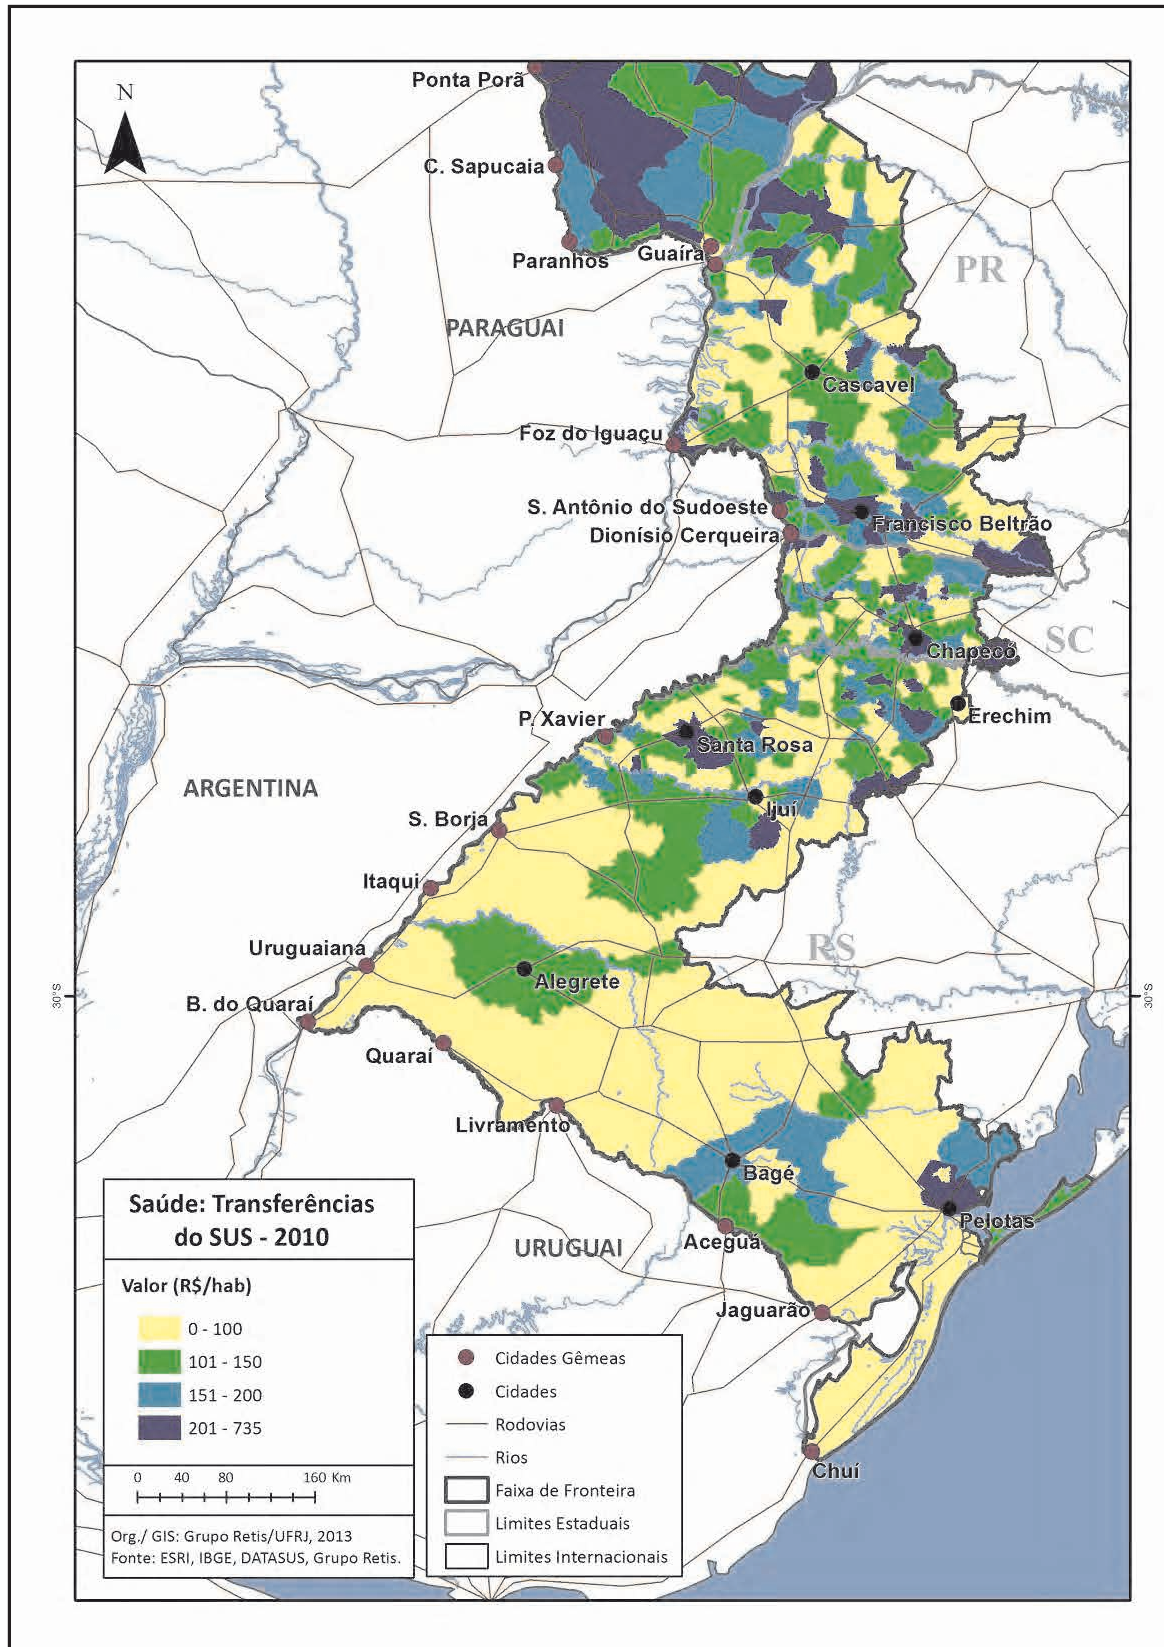 N
Ponta Porã
C. Sapucaia
Paranhos
Guaíra
PR
PARAGUAI
Cascavel
Foz do Iguaçu
S. Antônio do Sudoeste
Francisco Beltrão
Dionísio Cerqueira
SC
Chapecó
P. Xavier
Erechim
Santa Rosa
ARGENTINA
Ijuí
S. Borja
Itaqui
Uruguaiana
RS
Alegrete
30°S
30°S
B. do Quaraí
Quaraí
Livramento
Bagé
Pelotas
Aceguá
URUGUAI
Jaguarão
Chuí
Saúde: Transferências
do SUS - 2010
Valor (R$/hab)
0 - 100
101 - 150
151 - 200
201 - 735
0 40 80 160 Km
Org./ GIS: Grupo Retis/UFRJ, 2013
Fonte: ESRI, IBGE, DATASUS, Grupo Retis.
Cidades Gêmeas
Cidades
Rodovias
Rios
Faixa de Fronteira
Limites Estaduais
Limites Internacionais